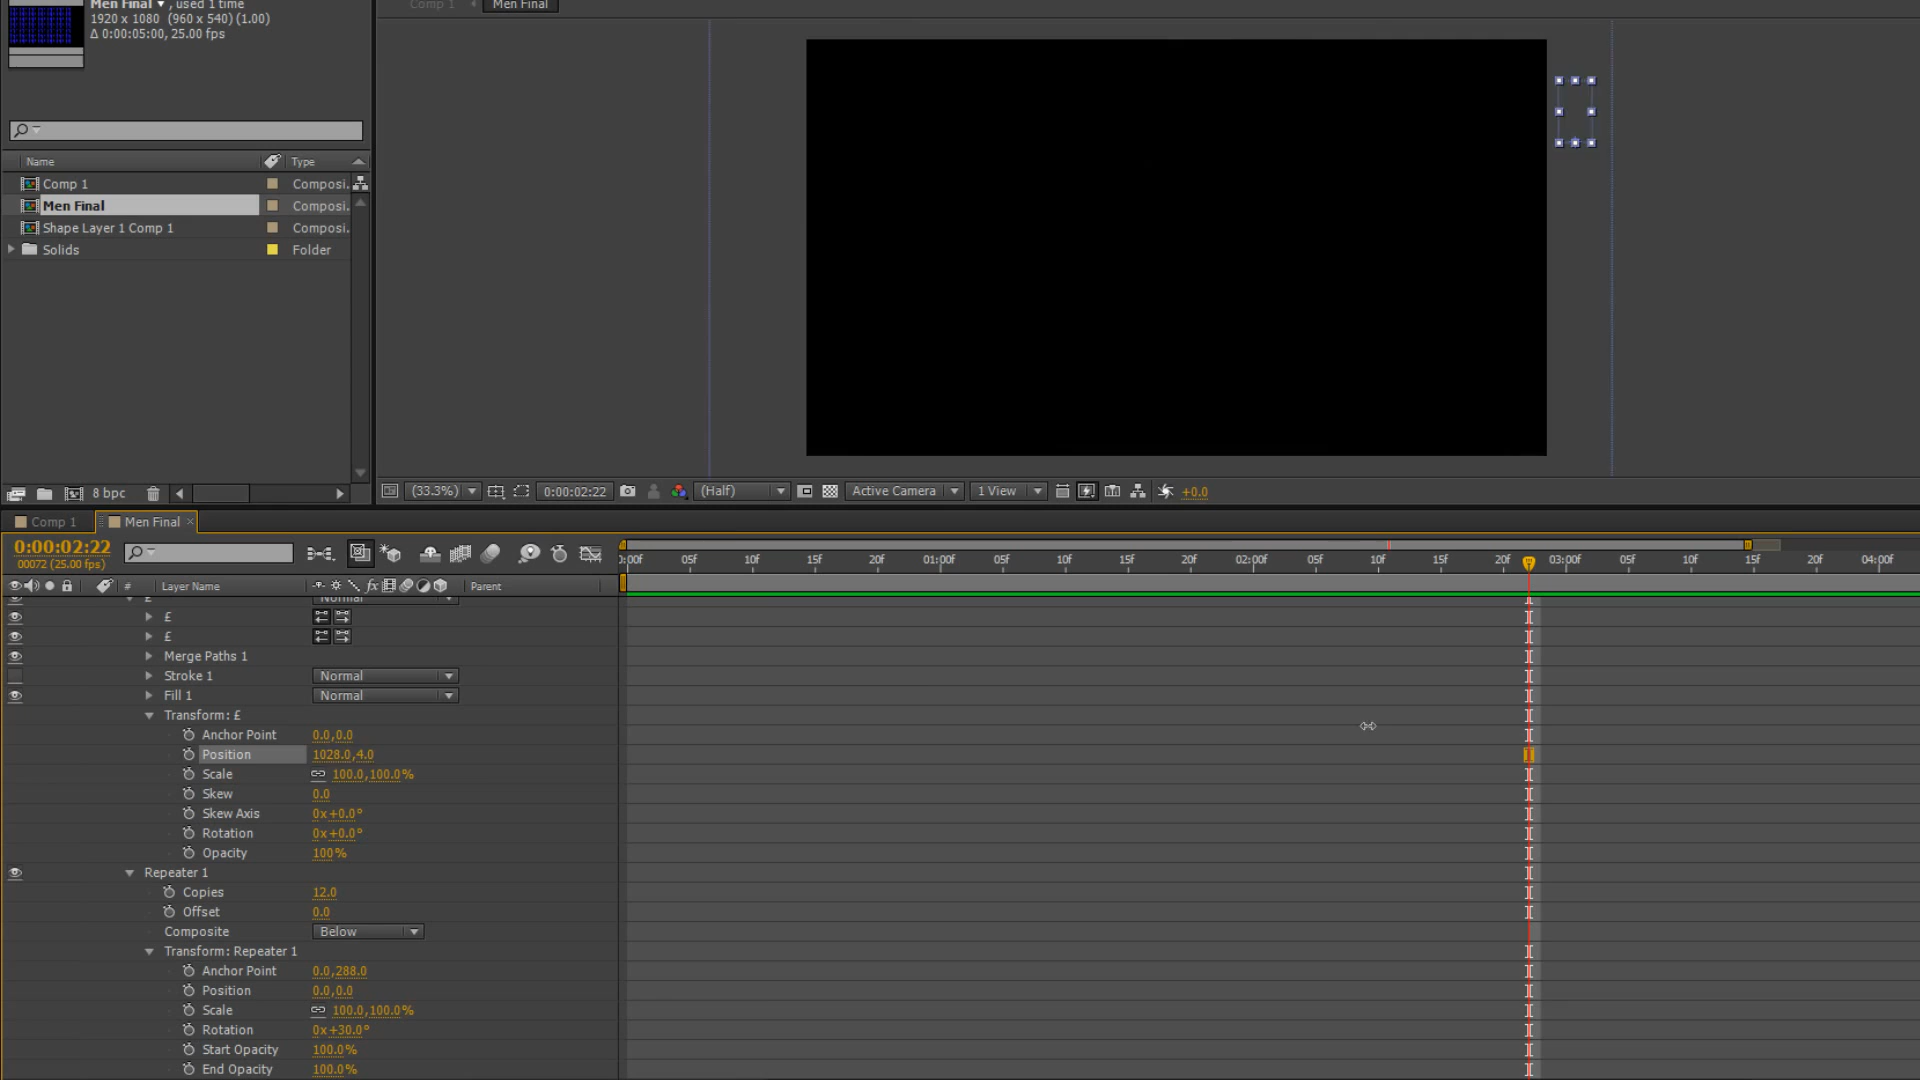 Men Final , used 1 time
1920 x 1080 (960 x 540) (1.00)
Δ 0:00:05:00, 25.00 fps
Comp 1
Men Final
Name
Type
Comp 1
Composi.
Men Final
Composi.
Shape Layer 1 Comp 1
Composi.
Solids
Folder
8 bpc
(33.3%)
0:00:02:22
(Half)
Active Camera
1 View
+0.0
Comp 1
Men Final ×
0:00:02:22
00072 (25.00 fps)
):00f 05f 10f 15f 20f 01:00f 05f 10f 15f 20f 02:00f 05f 10f 15f 20f 03:00f 05f 10f 15f 20f 04:00f
#
Layer Name
fx
Parent
£
Normal
£
£
Merge Paths 1
Stroke 1
Normal
Fill 1
Normal
Transform: £
Anchor Point
0.0,0.0
Position
1028.0,4.0
Scale
100.0,100.0%
Skew
0.0
Skew Axis
0x+0.0°
Rotation
0x+0.0°
Opacity
100%
Repeater 1
Copies
12.0
Offset
0.0
Composite
Below
Transform: Repeater 1
Anchor Point
0.0,288.0
Position
0.0,0.0
Scale
100.0,100.0%
Rotation
0x+30.0°
Start Opacity
100.0%
End Opacity
100.0%